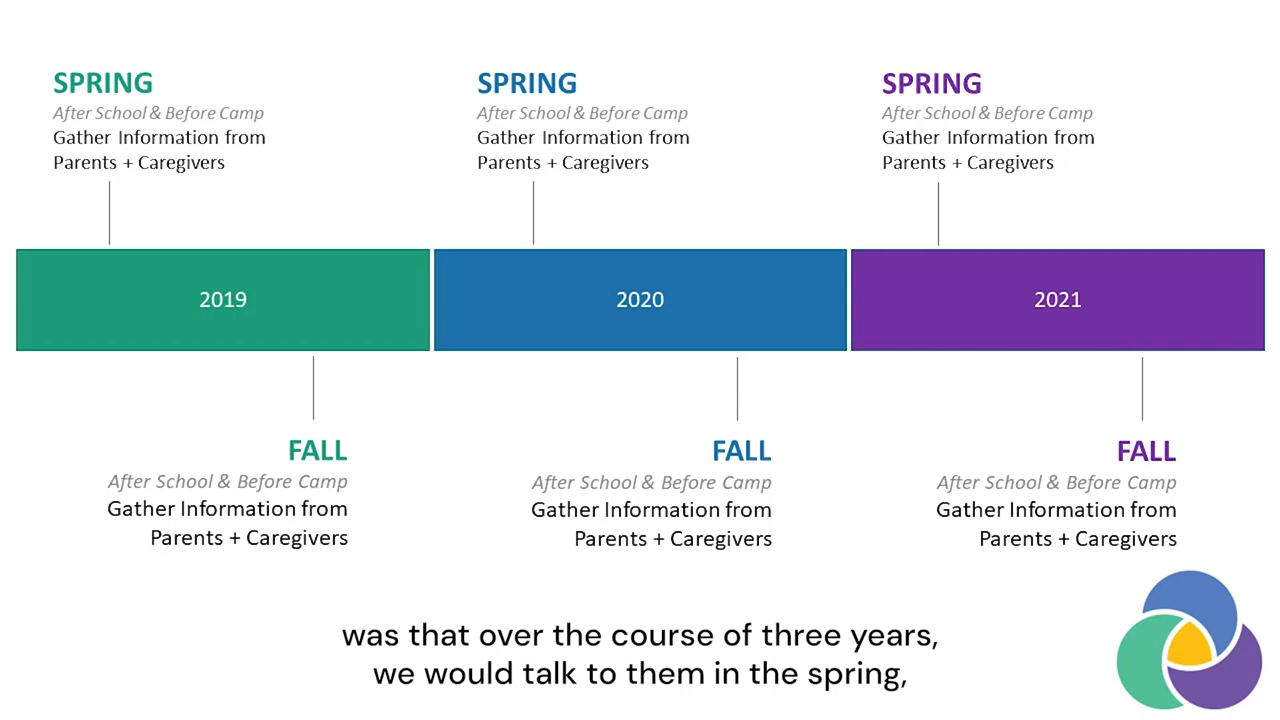 SPRING
After School & Before Camp
Gather Information from
Parents + Caregivers
SPRING
After School & Before Camp
Gather Information from
Parents + Caregivers
SPRING
After School & Before Camp
Gather Information from
Parents + Caregivers
2019
2020
2021
FALL
After School & Before Camp
Gather Information from
Parents + Caregivers
FALL
After School & Before Camp
Gather Information from
Parents + Caregivers
FALL
After School & Before Camp
Gather Information from
Parents + Caregivers
was that over the course of three years,
we would talk to them in the spring,